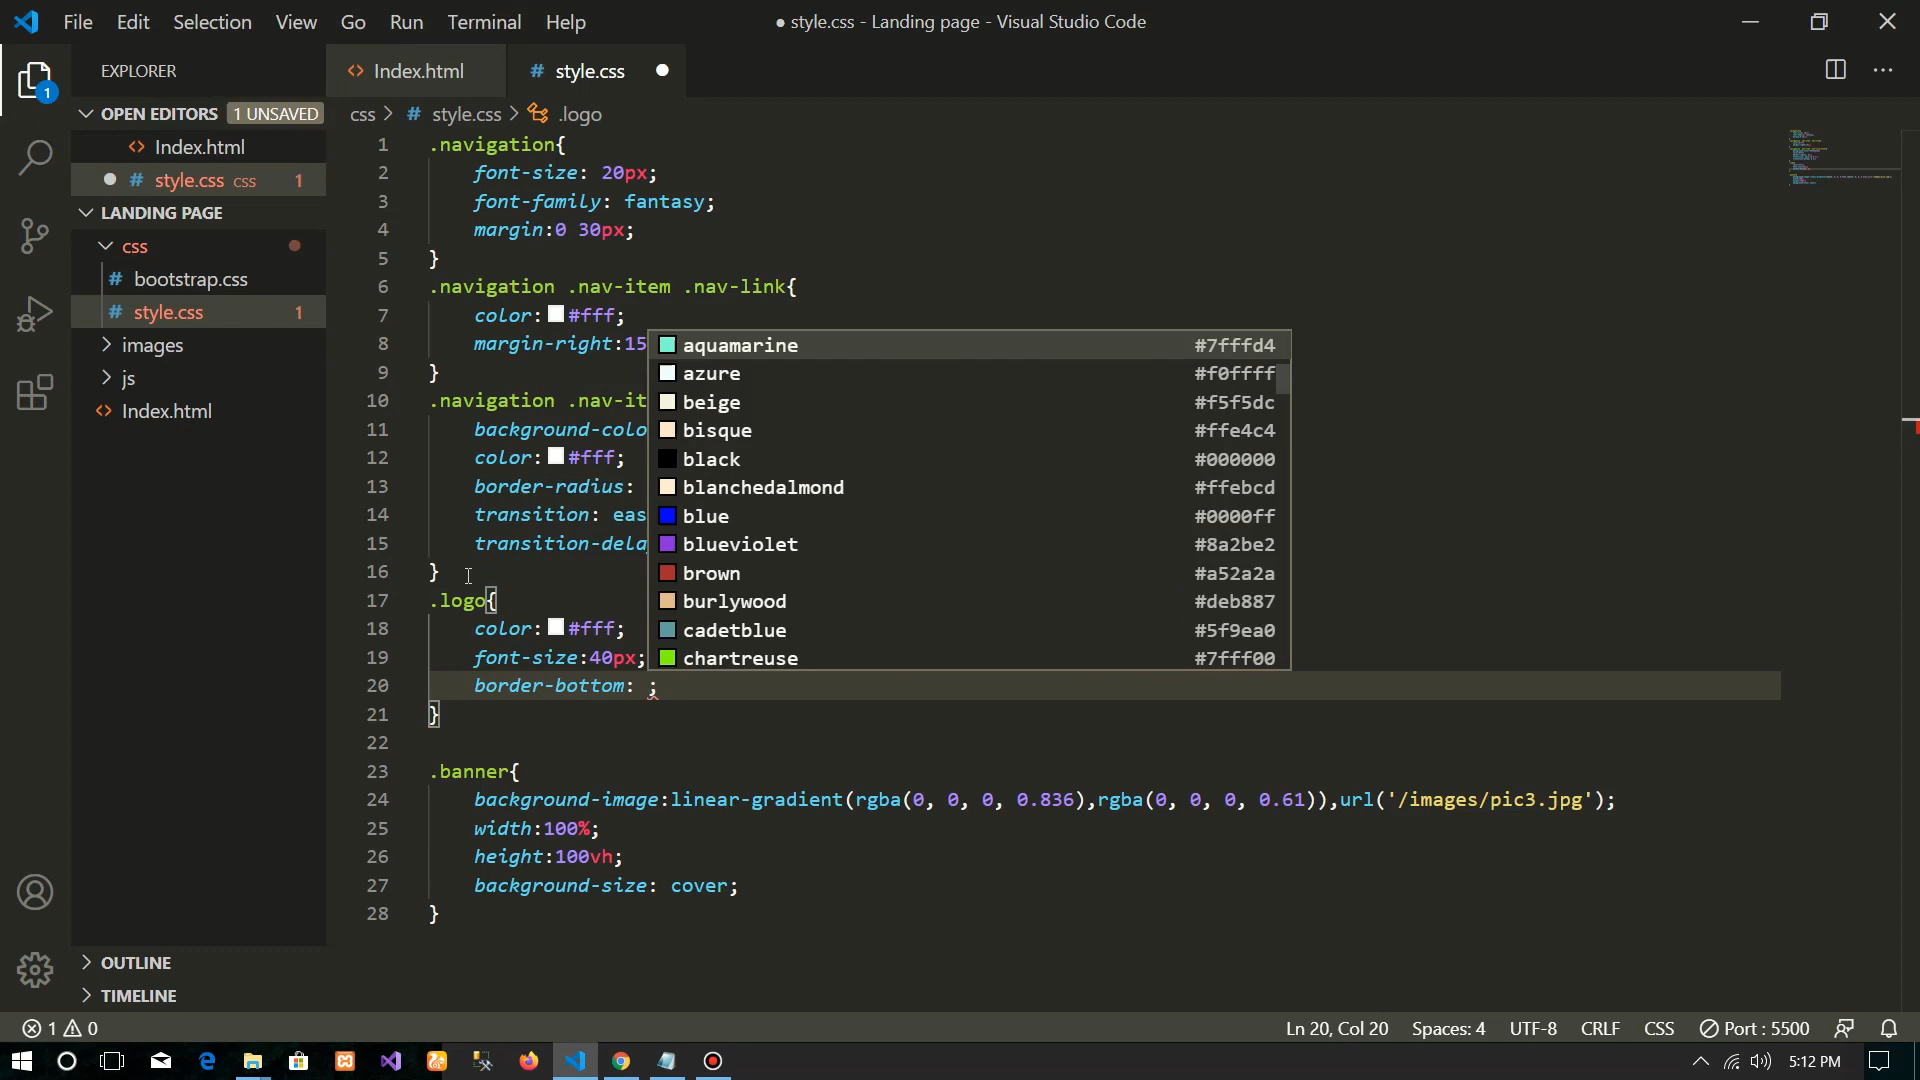 File Edit Selection View Go Run Terminal Help
● style.css - Landing page - Visual Studio Code
EXPLORER
OPEN EDITORS 1 UNSAVED
Index.html
style.css css 1
LANDING PAGE
css
bootstrap.css
style.css 1
images
js
Index.html
OUTLINE
TIMELINE
1
Index.html
style.css
css > # style.css > .logo
1 .navigation{
2 font-size: 20px;
3 font-family: fantasy;
4 margin:0 30px;
5 }
6 .navigation .nav-item .nav-link{
7 color: #fff;
8 margin-right:15
9 }
10 .navigation .nav-it
11 background-colo
12 color: #fff;
13 border-radius:
14 transition: eas
15 transition-dela
16 }
17 .logo{
18 color: #fff;
19 font-size:40px;
20 border-bottom: ;
21 }
22
23 .banner{
24 background-image:linear-gradient(rgba(0, 0, 0, 0.836),rgba(0, 0, 0, 0.61)),url('/images/pic3.jpg');
25 width:100%;
26 height:100vh;
27 background-size: cover;
28 }
aquamarine #7fffd4
azure #f0ffff
beige #f5f5dc
bisque #ffe4c4
black #000000
blanchedalmond #ffebcd
blue #0000ff
blueviolet #8a2be2
brown #a52a2a
burlywood #deb887
cadetblue #5f9ea0
chartreuse #7fff00
1 0
Ln 20, Col 20 Spaces: 4 UTF-8 CRLF CSS Port : 5500
5:12 PM